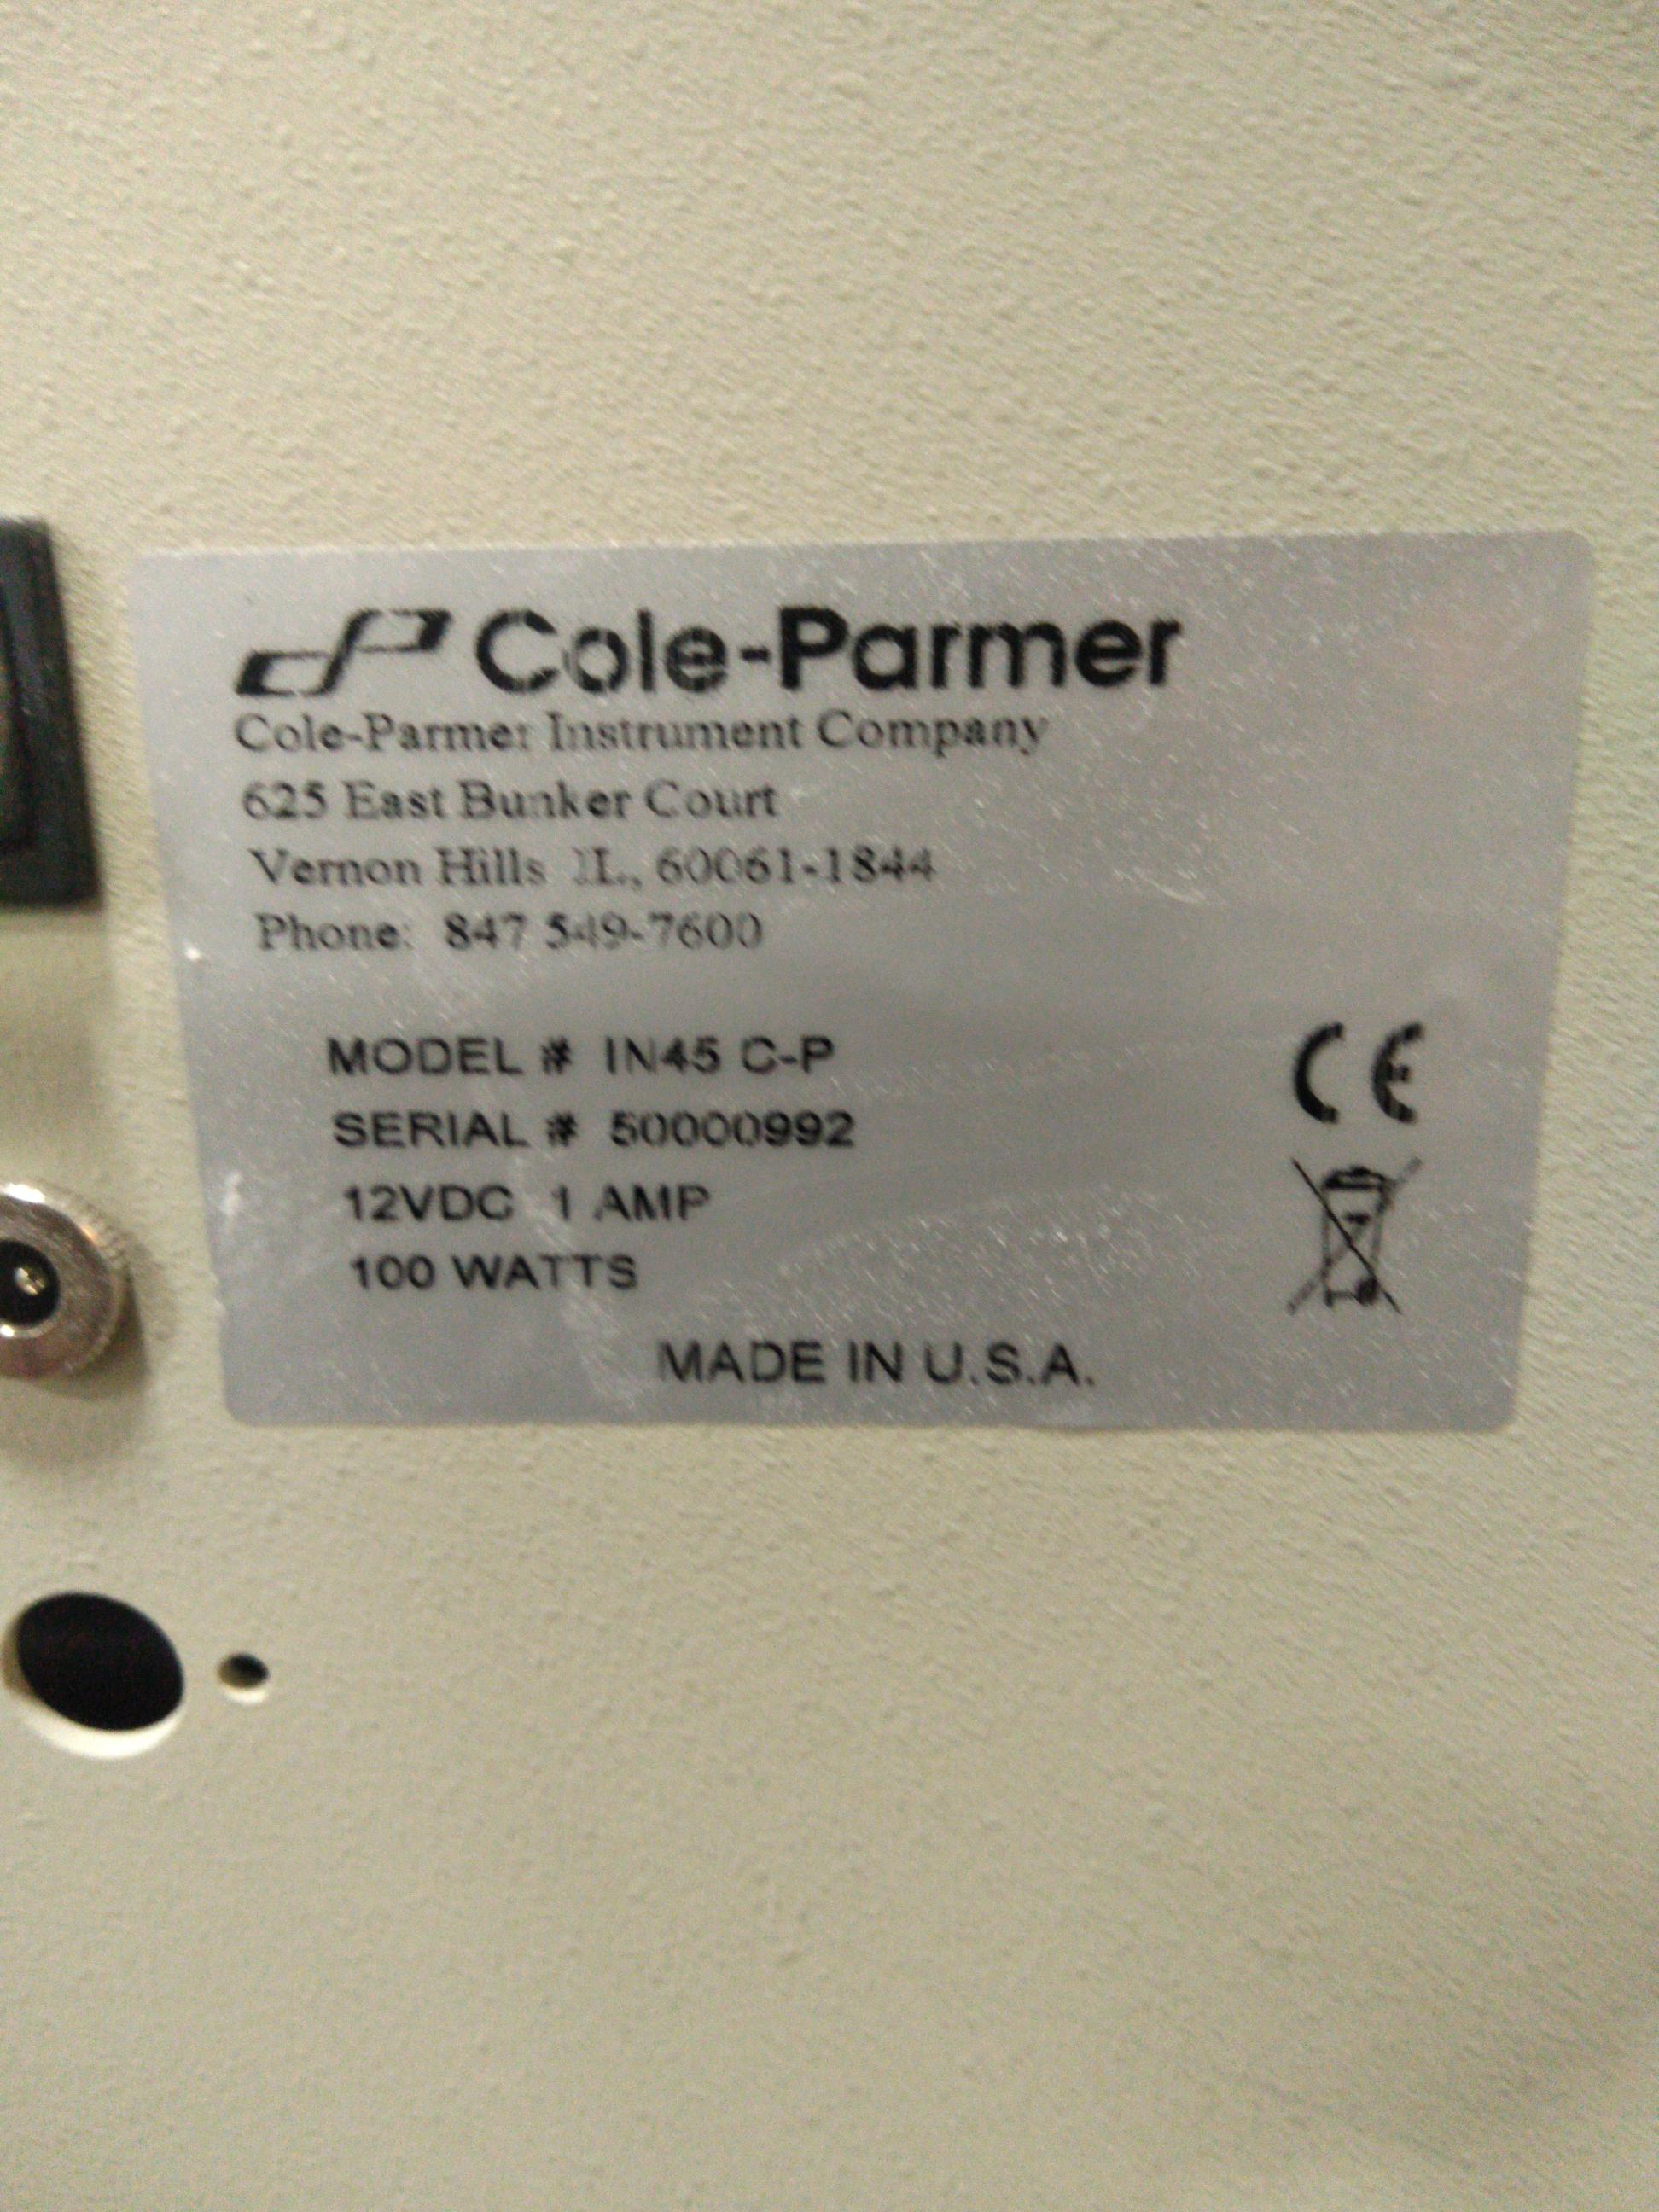 Cole-Parmer
Cole-Parmer Instrument Company
625 East Bunker Court
Vernon Hills IL, 60061-1844
Phone: 847 549-7600
MODEL # IN45 C-P
SERIAL # 50000992
12VDC 1 AMP
100 WATTS
CE
MADE IN U.S.A.